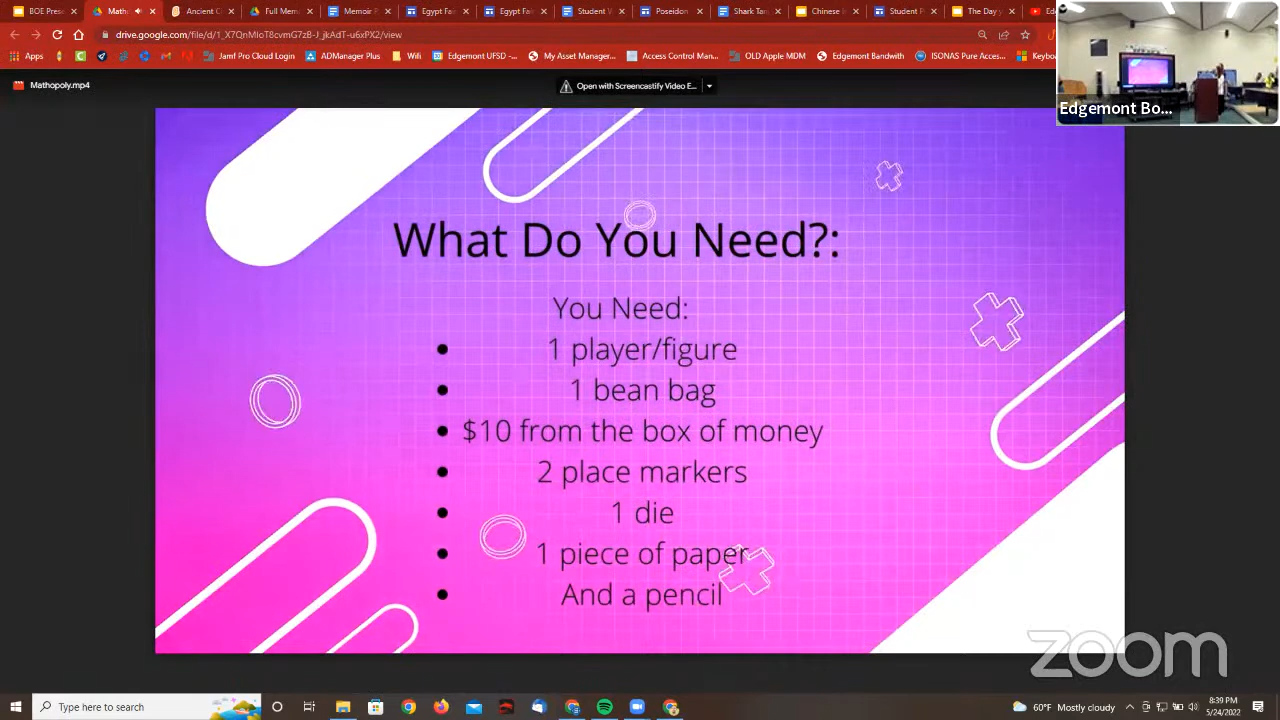 BOE Prese
Math
Ancient C
Full Mem
Memoir P
Egypt Fac
Egypt Fac
Student V
Poseidon
Shark Tan
Chinese I
Student P
The Day y
Ed
drive.google.com/file/d/1_X7QnMIoT8cvmG7zB-J_jkAdT-u6xPX2/view
Apps
Jamf Pro Cloud Login
ADManager Plus
Wifi
Edgemont UFSD -...
My Asset Manager...
Access Control Man...
OLD Apple MDM
Edgemont Bandwith
ISONAS Pure Acces...
Keyboa
Mathopoly.mp4
Open with Screencastify Video E...
Edgemont Bo...
What Do You Need?:
You Need:
• 1 player/figure
• 1 bean bag
• $10 from the box of money
• 2 place markers
• 1 die
• 1 piece of paper
• And a pencil
zoom
Type here to search
60°F Mostly cloudy
8:39 PM
5/24/2022